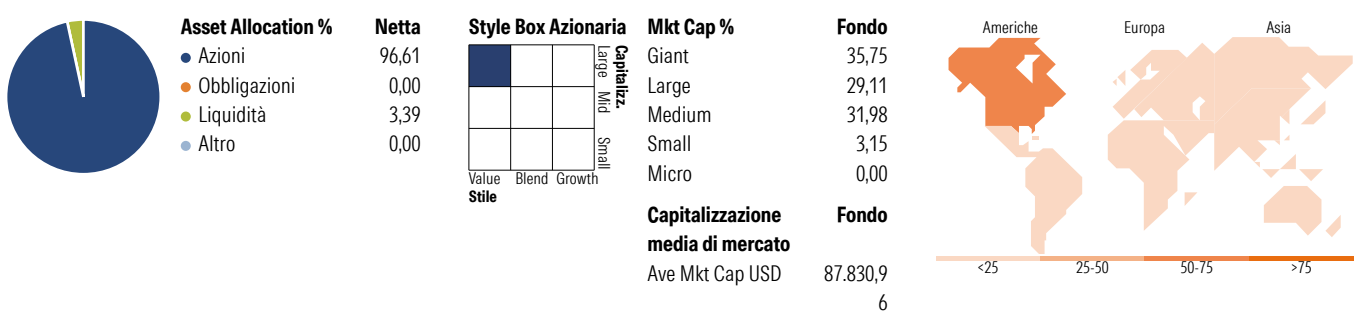 Asset Allocation % Netta
Azioni 96,61
Obbligazioni 0,00
Liquidità 3,39
Altro 0,00
Style Box Azionaria
Capitalizz.
Large Mid Small
Value Blend Growth
Stile
Mkt Cap % Fondo
Giant 35,75
Large 29,11
Medium 31,98
Small 3,15
Micro 0,00
Capitalizzazione Fondo
media di mercato
Ave Mkt Cap USD 87.830,9
6
Americhe Europa Asia
<25 25-50 50-75 >75